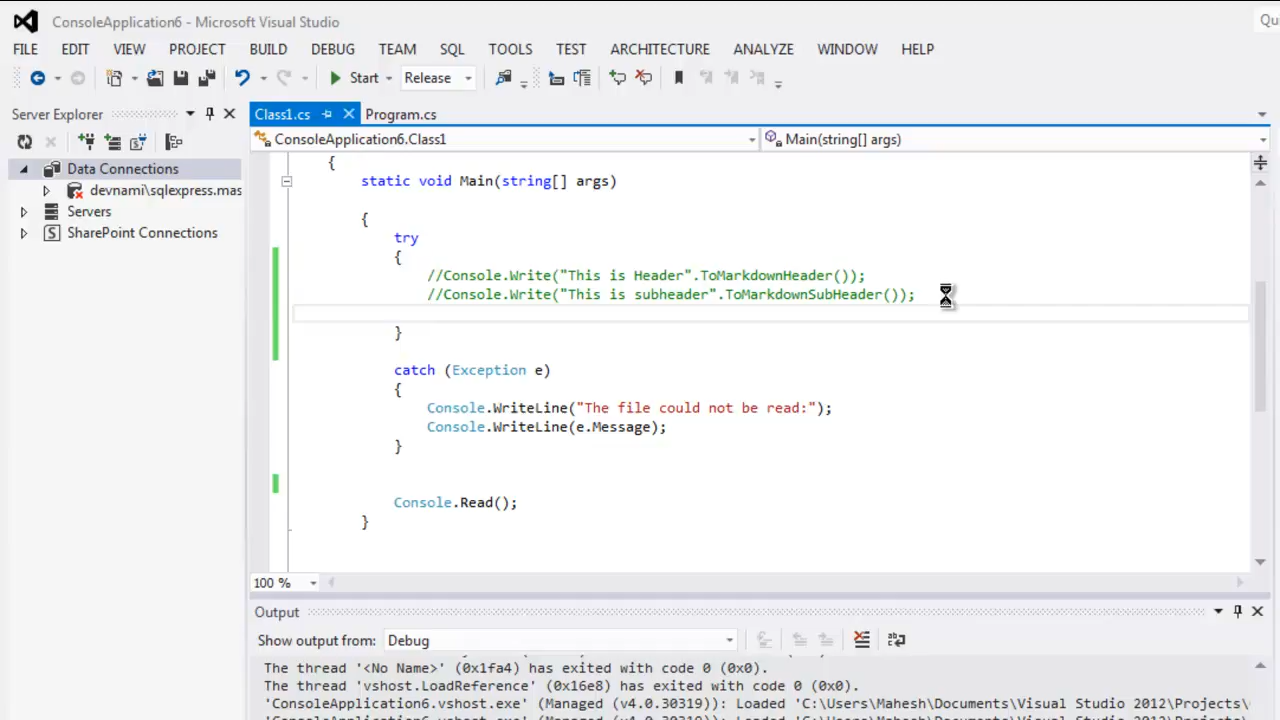 ConsoleApplication6 - Microsoft Visual Studio
Qu
FILE EDIT VIEW PROJECT BUILD DEBUG TEAM SQL TOOLS TEST ARCHITECTURE ANALYZE WINDOW HELP
Start Release
Server Explorer
Class1.cs Program.cs
ConsoleApplication6.Class1 Main(string[] args)
Data Connections
devnami\sqlexpress.mas
Servers
SharePoint Connections
{
static void Main(string[] args)
{
try
{
//Console.Write("This is Header".ToMarkdownHeader());
//Console.Write("This is subheader".ToMarkdownSubHeader());
}
catch (Exception e)
{
Console.WriteLine("The file could not be read:");
Console.WriteLine(e.Message);
}
Console.Read();
}
100 %
Output
Show output from: Debug
The thread '<No Name>' (0x1fa4) has exited with code 0 (0x0).
The thread 'vshost.LoadReference' (0x16e8) has exited with code 0 (0x0).
'ConsoleApplication6.vshost.exe' (Managed (v4.0.30319)): Loaded 'C:\Users\Mahesh\Documents\Visual Studio 2012\Projects\